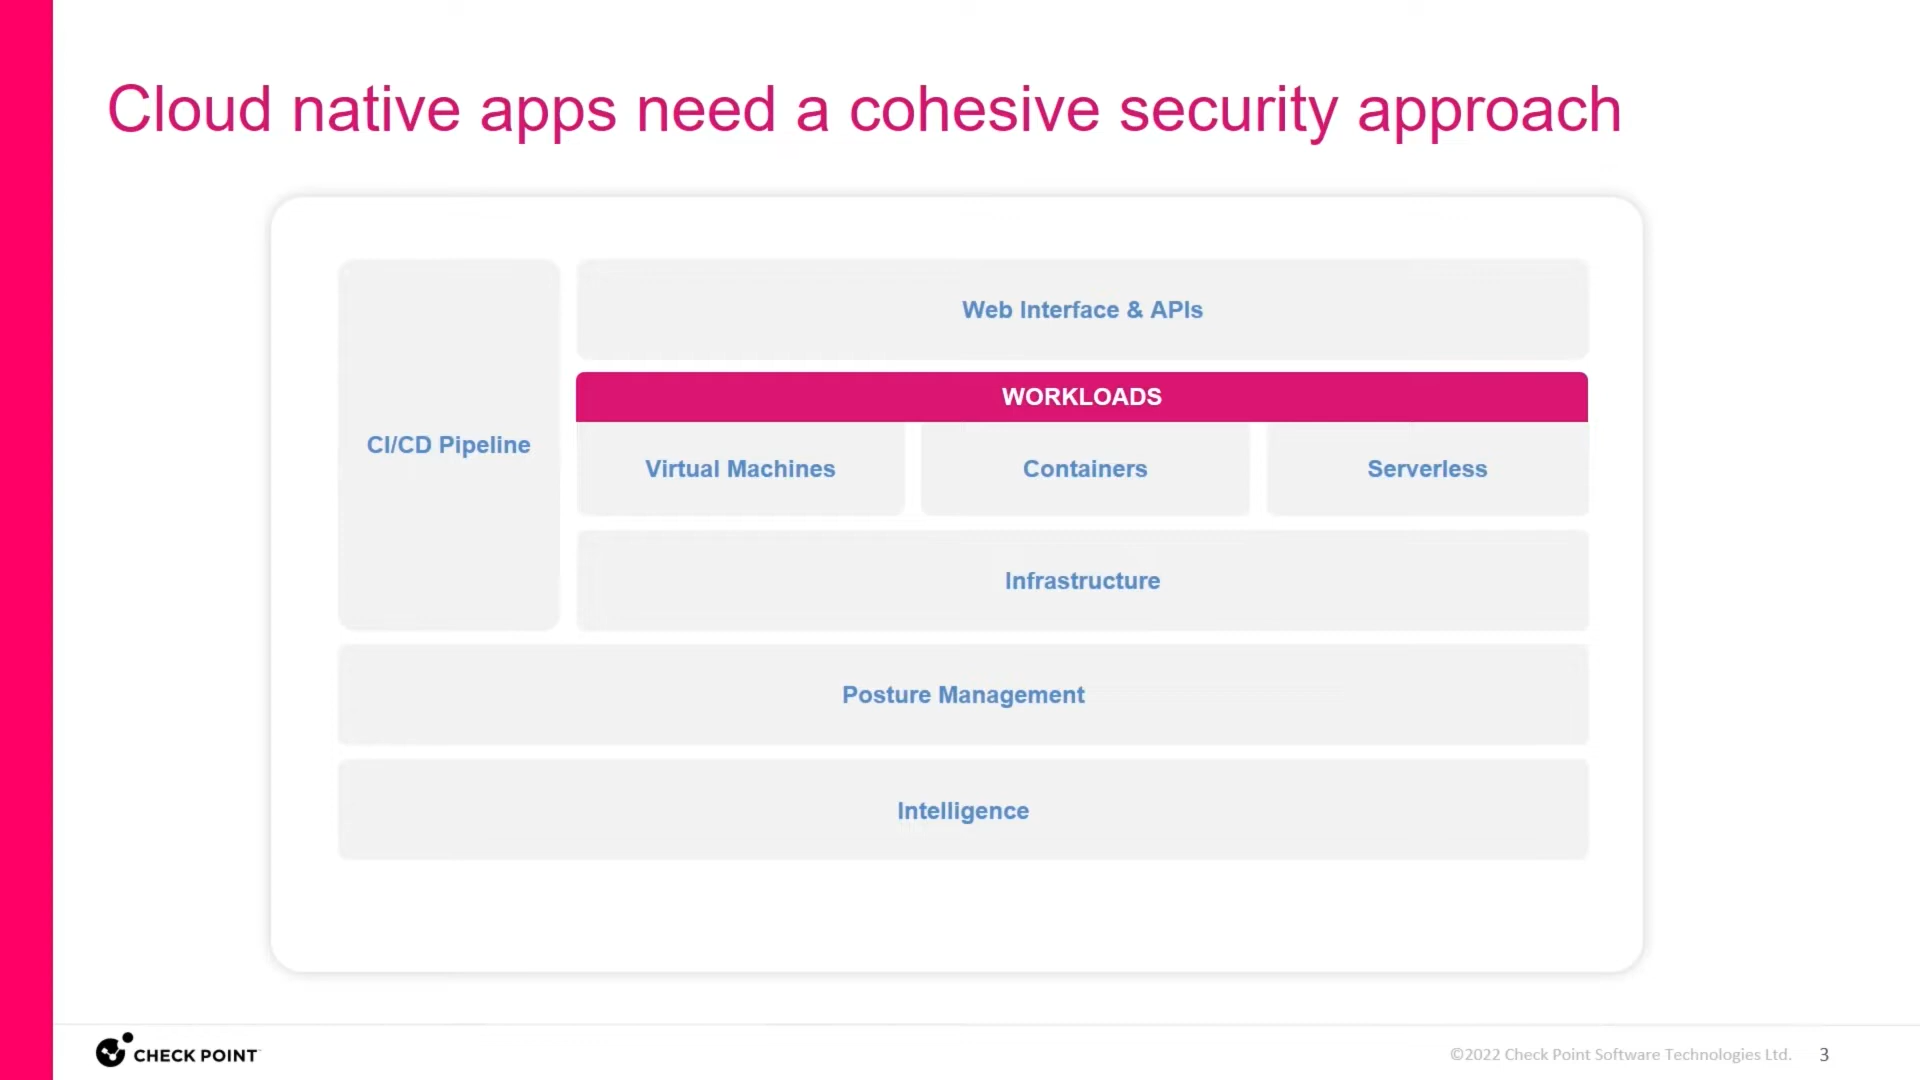 Cloud native apps need a cohesive security approach
Web Interface & APIs
WORKLOADS
CI/CD Pipeline
Virtual Machines
Containers
Serverless
Infrastructure
Posture Management
Intelligence
CHECK POINT
©2022 Check Point Software Technologies Ltd.
3